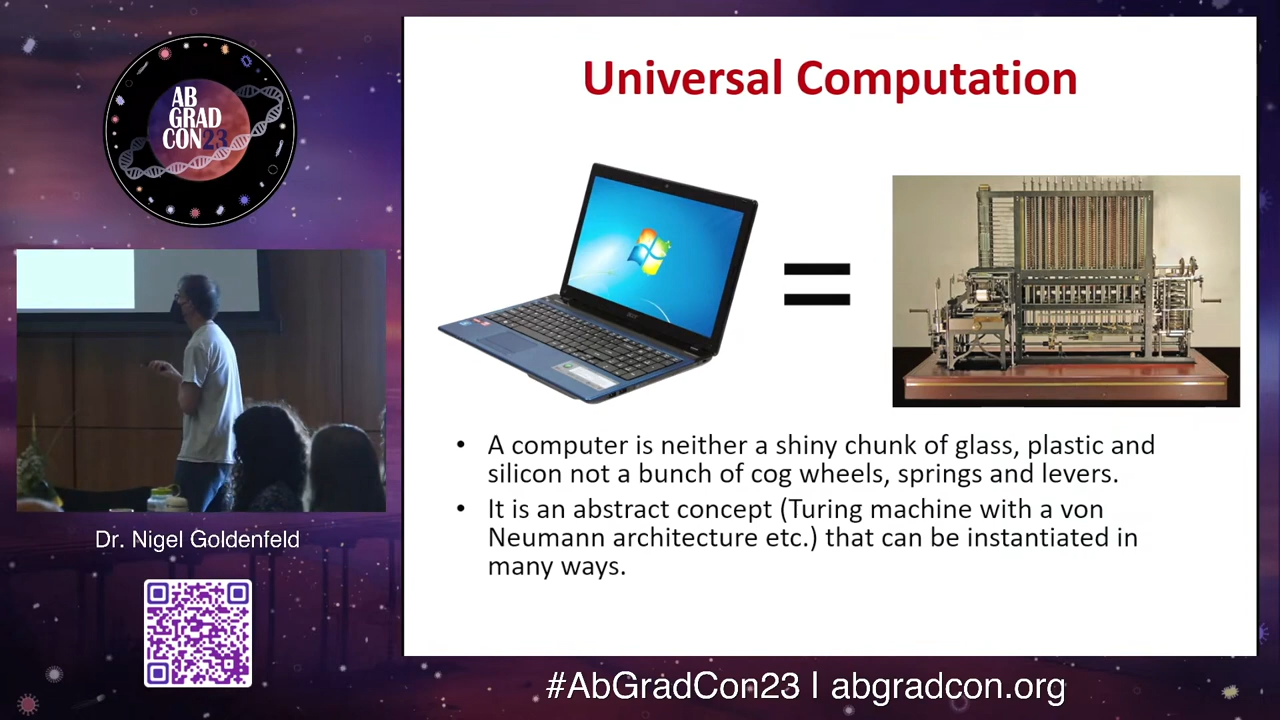 AB
GRAD
CON23
Universal Computation
=
• A computer is neither a shiny chunk of glass, plastic and
silicon not a bunch of cog wheels, springs and levers.
• It is an abstract concept (Turing machine with a von
Neumann architecture etc.) that can be instantiated in
many ways.
Dr. Nigel Goldenfeld
#AbGradCon23 I abgradcon.org